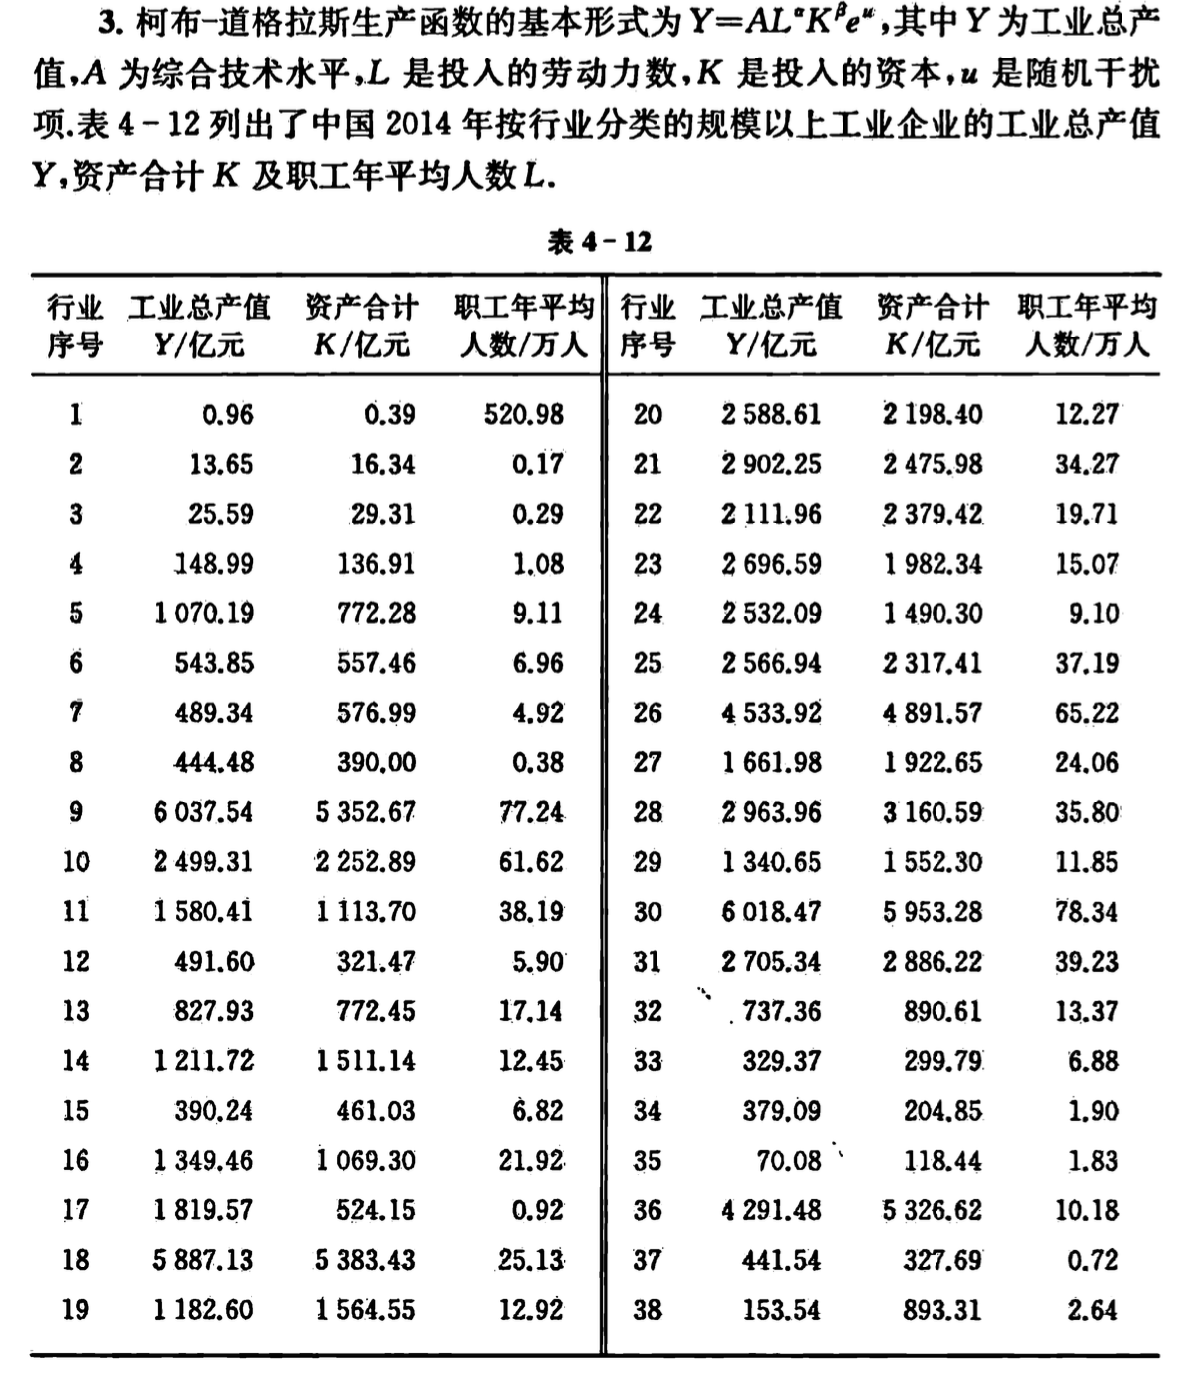 3. 柯布-道格拉斯生产函数的基本形式为Y=AL^αK^βe^u,其中Y为工业总产
值,A 为综合技术水平,L 是投入的劳动力数,K 是投入的资本,u 是随机干扰
项.表 4-12 列出了中国 2014 年按行业分类的规模以上工业企业的工业总产值
Y,资产合计 K 及职工年平均人数 L.
表 4-12
行业 工业总产值 资产合计 职工年平均 行业 工业总产值 资产合计 职工年平均
序号 Y/亿元 K/亿元 人数/万人 序号 Y/亿元 K/亿元 人数/万人
1 0.96 0.39 520.98 20 2 588.61 2 198.40 12.27
2 13.65 16.34 0.17 21 2 902.25 2 475.98 34.27
3 25.59 29.31 0.29 22 2 111.96 2 379.42 19.71
4 148.99 136.91 1.08 23 2 696.59 1 982.34 15.07
5 1 070.19 772.28 9.11 24 2 532.09 1 490.30 9.10
6 543.85 557.46 6.96 25 2 566.94 2 317.41 37.19
7 489.34 576.99 4.92 26 4 533.92 4 891.57 65.22
8 444.48 390.00 0.38 27 1 661.98 1 922.65 24.06
9 6 037.54 5 352.67 77.24 28 2 963.96 3 160.59 35.80
10 2 499.31 2 252.89 61.62 29 1 340.65 1 552.30 11.85
11 1 580.41 1 113.70 38.19 30 6 018.47 5 953.28 78.34
12 491.60 321.47 5.90 31 2 705.34 2 886.22 39.23
13 827.93 772.45 17.14 32 737.36 890.61 13.37
14 1 211.72 1 511.14 12.45 33 329.37 299.79 6.88
15 390.24 461.03 6.82 34 379.09 204.85 1.90
16 1 349.46 1 069.30 21.92 35 70.08 118.44 1.83
17 1 819.57 524.15 0.92 36 4 291.48 5 326.62 10.18
18 5 887.13 5 383.43 25.13 37 441.54 327.69 0.72
19 1 182.60 1 564.55 12.92 38 153.54 893.31 2.64